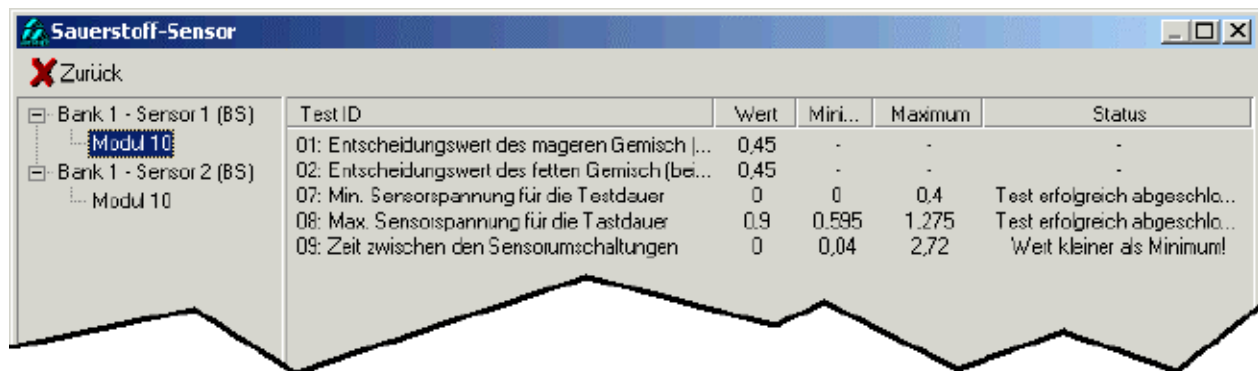 Sauerstoff-Sensor
Zurück
Bank 1 - Sensor 1 (BS)
Modul 10
Bank 1 - Sensor 2 (BS)
Modul 10
Test ID Wert Mini... Maximum Status
01: Entscheidungswert des mageren Gemisch (... 0,45 - - -
02: Entscheidungswert des fetten Gemisch (bei... 0,45 - - -
07: Min. Sensorspannung für die Testdauer 0 0 0,4 Test erfolgreich abgeschlo...
08: Max. Sensorspannung für die Tastdauer 0.9 0.595 1.275 Test erfolgreich abgeschlo...
09: Zeit zwischen den Sensorumschaltungen 0 0,04 2,72 Wert kleiner als Minimum!